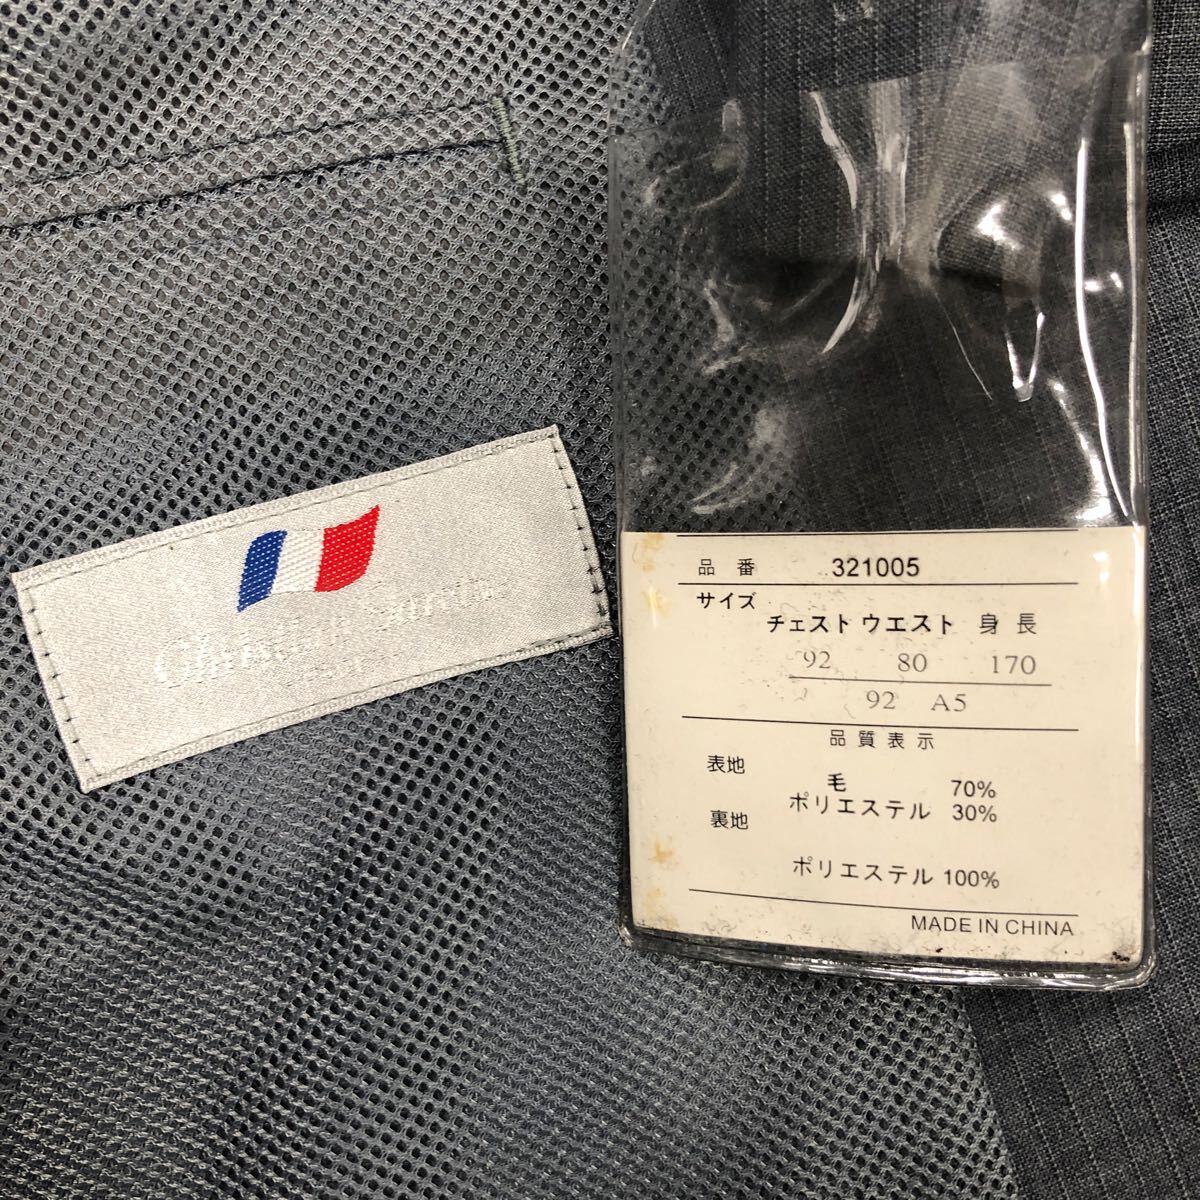 品番 321005
サイズ
チェスト ウエスト 身長
92 80 170
92 A5
品質表示
表地
毛 70%
ポリエステル 30%
裏地
ポリエステル 100%
MADE IN CHINA